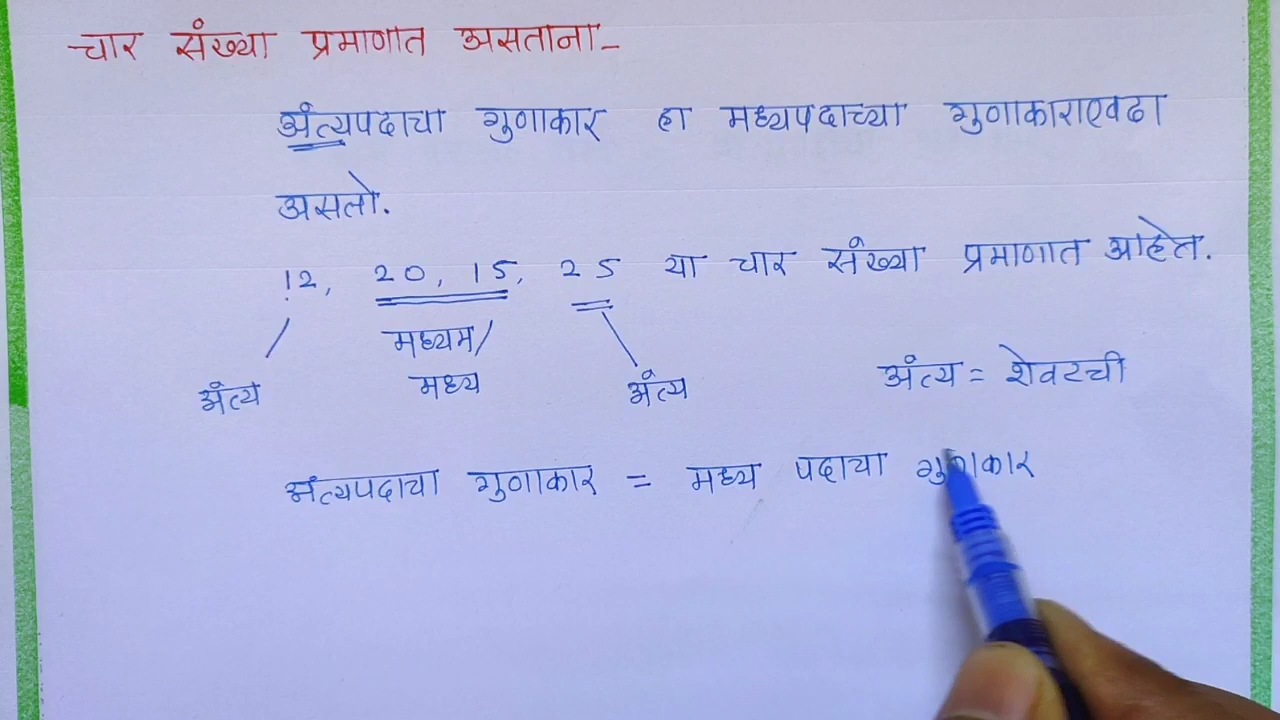 चार संख्या प्रमाणात असताना-
अंत्यपदाचा गुणाकार हा मध्यपदाच्या गुणाकाराएवढा
असतो.
12, 20, 15, 25 या चार संख्या प्रमाणात आहेत.
मध्यम/
अंत्य मध्य अंत्य अंत्य = शेवटची
अंत्यपदाचा गुणाकार = मध्य पदाचा गुणाकार